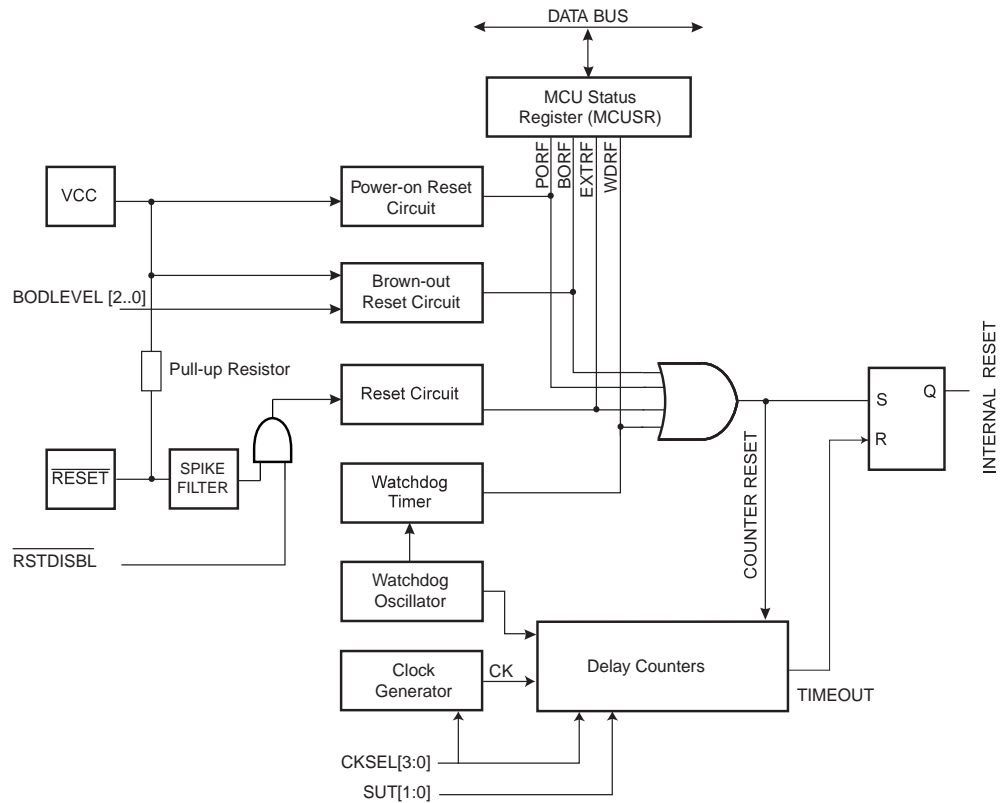 DATA BUS
MCU Status
Register (MCUSR)
PORF
BORF
EXTRF
WDRF
VCC
Power-on Reset
Circuit
BODLEVEL [2..0]
Brown-out
Reset Circuit
Pull-up Resistor
Reset Circuit
RESET
SPIKE
FILTER
Watchdog
Timer
RSTDISBL
Watchdog
Oscillator
Clock
Generator
CK
Delay Counters
CKSEL[3:0]
SUT[1:0]
COUNTER RESET
TIMEOUT
S
Q
R
INTERNAL RESET